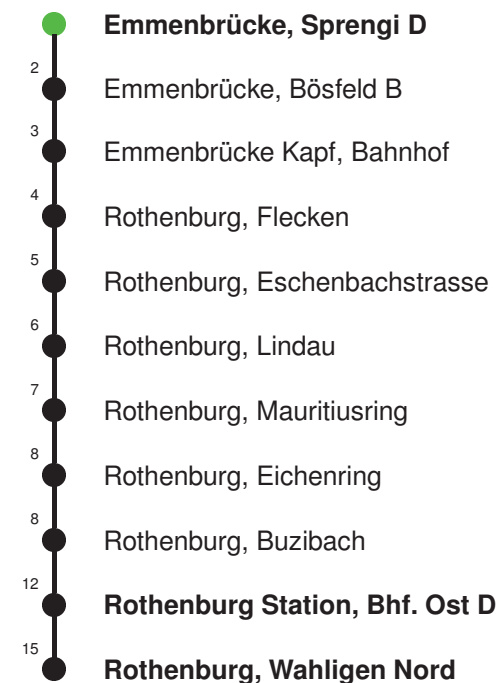 Emmenbrücke, Sprengi D
2 Emmenbrücke, Bösfeld B
3 Emmenbrücke Kapf, Bahnhof
4 Rothenburg, Flecken
5 Rothenburg, Eschenbachstrasse
6 Rothenburg, Lindau
7 Rothenburg, Mauritiusring
8 Rothenburg, Eichenring
8 Rothenburg, Buzibach
12 Rothenburg Station, Bhf. Ost D
15 Rothenburg, Wahligen Nord